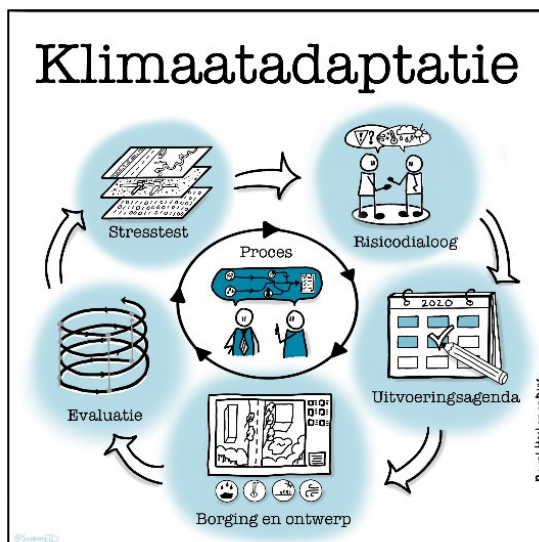 Klimaatadaptatie
Stresstest
Risicodialoog
Proces
2020
Evaluatie
Uitvoeringsagenda
Borging en ontwerp